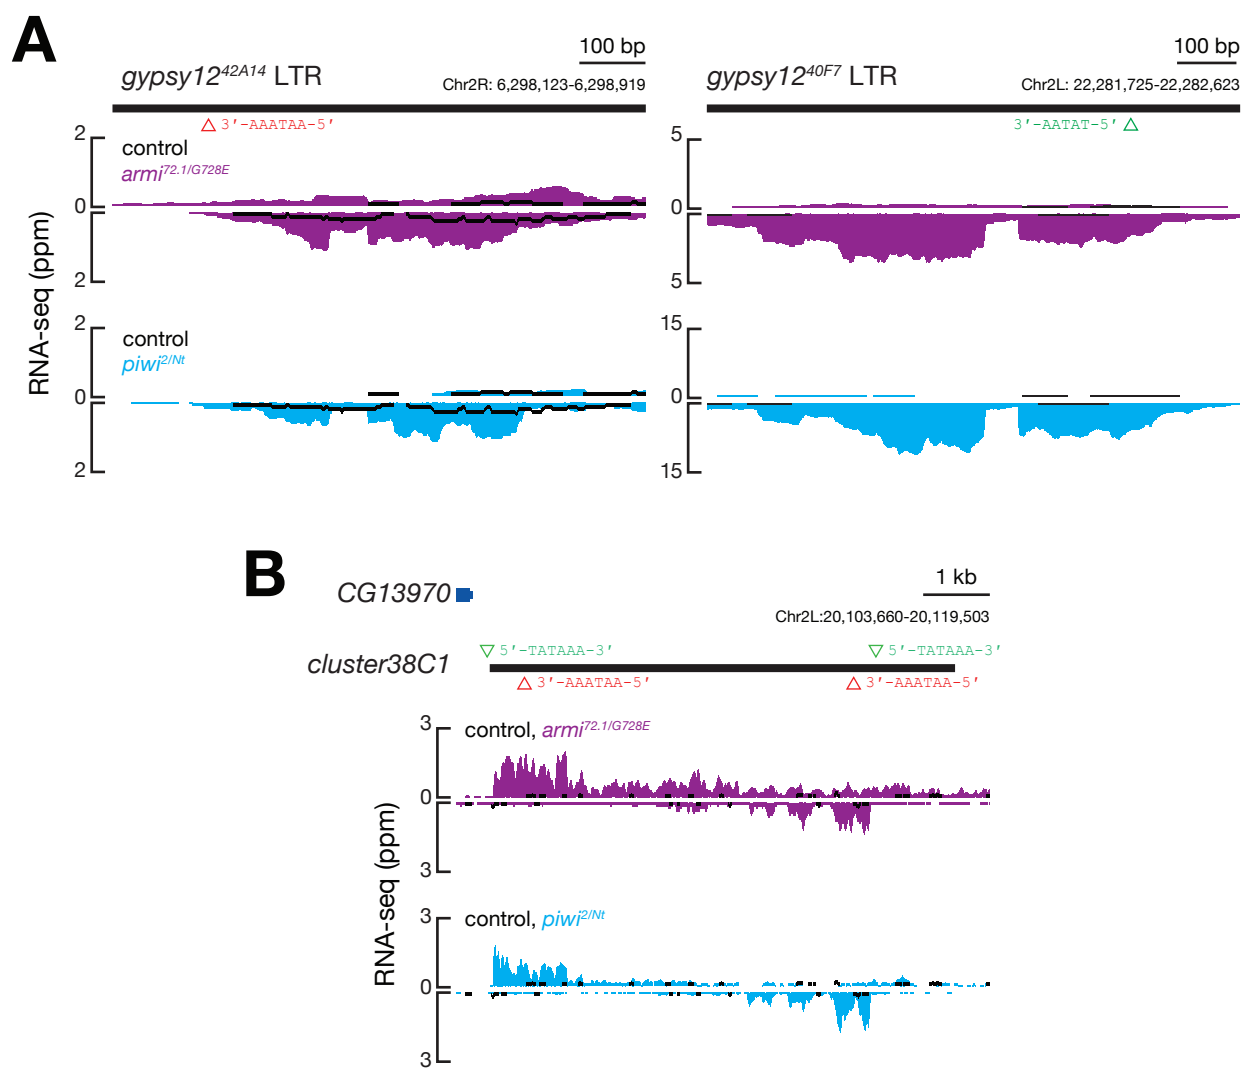 A
100 bp
gypsy12^42A14 LTR
Chr2R: 6,298,123-6,298,919
3′-AAATAA-5′
2
control
armi^72.1/G728E
0
2
2
control
piwi^2/Nt
0
2
RNA-seq (ppm)
100 bp
gypsy12^40F7 LTR
Chr2L: 22,281,725-22,282,623
3′-AATAT-5′
5
0
5
15
0
15
B
CG13970
1 kb
Chr2L:20,103,660-20,119,503
cluster38C1
5′-TATAAA-3′
5′-TATAAA-3′
3′-AAATAA-5′
3′-AAATAA-5′
3
control, armi^72.1/G728E
0
3
3
control, piwi^2/Nt
0
3
RNA-seq (ppm)